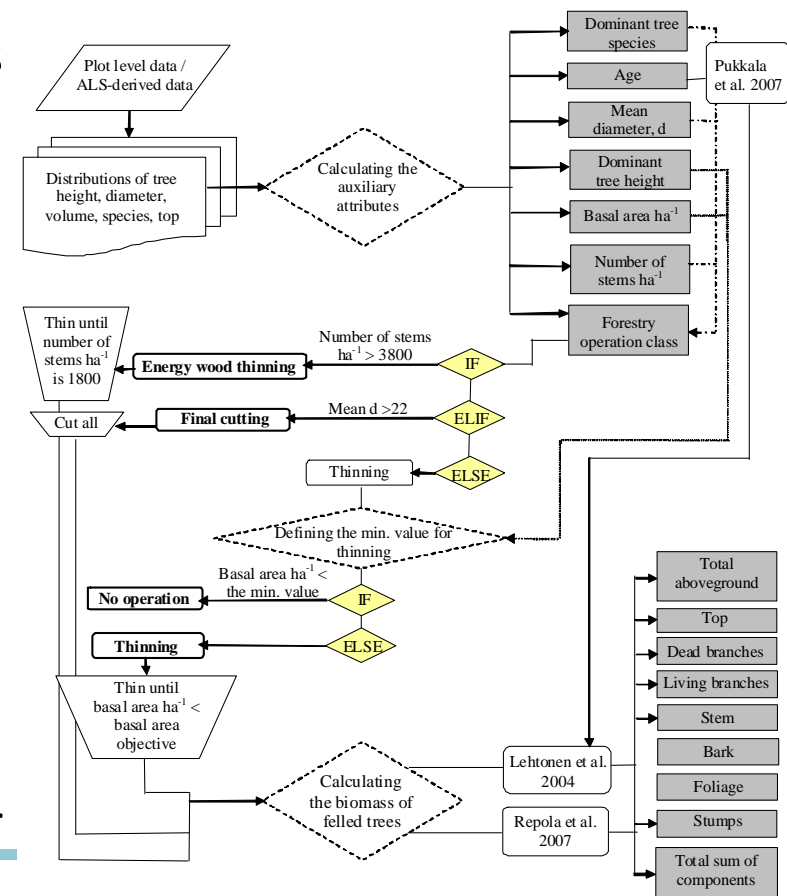 Plot level data /
ALS-derived data
Distributions of tree
height, diameter,
volume, species, top
Calculating the
auxiliary
attributes
Dominant tree
species
Age
Mean
diameter, d
Dominant
tree height
Basal area ha⁻¹
Number of
stems ha⁻¹
Forestry
operation class
Pukkala
et al. 2007
Thin until
number of
stems ha⁻¹
is 1800
Energy wood thinning
Number of stems
ha⁻¹ > 3800
IF
Cut all
Final cutting
Mean d >22
ELIF
Thinning
ELSE
Defining the min. value for
thinning
No operation
Basal area ha⁻¹ <
the min. value
IF
Thinning
ELSE
Thin until
basal area ha⁻¹ <
basal area
objective
Calculating
the biomass of
felled trees
Lehtonen et al.
2004
Repola et al.
2007
Total
aboveground
Top
Dead branches
Living branches
Stem
Bark
Foliage
Stumps
Total sum of
components